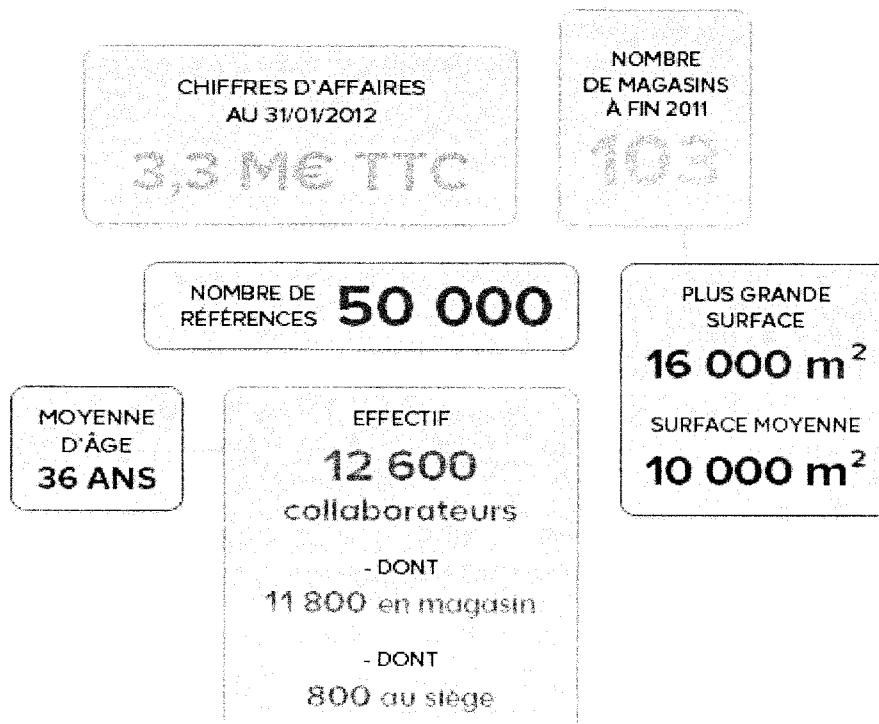 CHIFFRES D'AFFAIRES
AU 31/01/2012
3,3 M€ TTC
NOMBRE
DE MAGASINS
À FIN 2011
103
NOMBRE DE
RÉFÉRENCES
50 000
PLUS GRANDE
SURFACE
16 000 m²
SURFACE MOYENNE
10 000 m²
MOYENNE
D'ÂGE
36 ANS
EFFECTIF
12 600
collaborateurs
- DONT
11 800 en magasin
- DONT
800 au siège